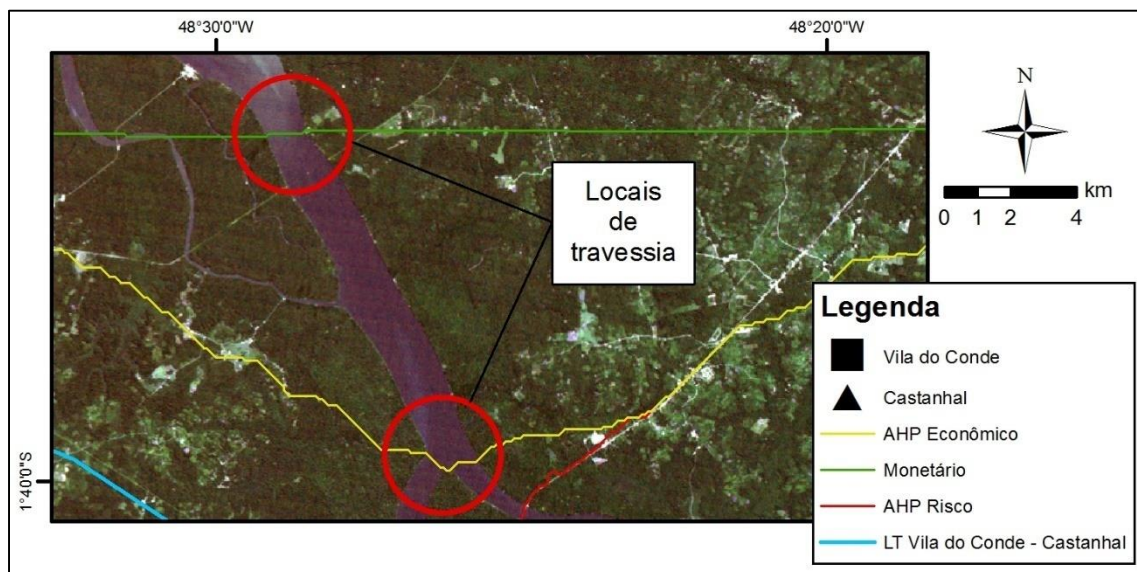 48°30'0"W
48°20'0"W
N
km
0 1 2 4
Locais
de
travessia
1°40'0"S
Legenda
Vila do Conde
Castanhal
AHP Econômico
Monetário
AHP Risco
LT Vila do Conde - Castanhal